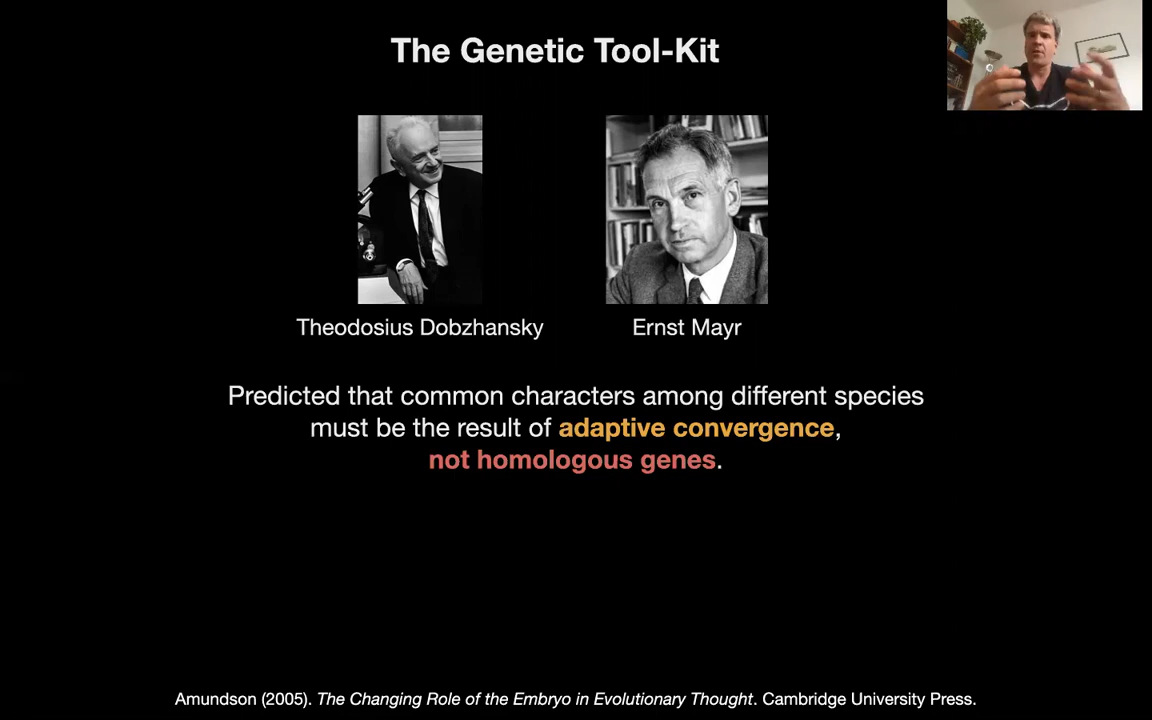 The Genetic Tool-Kit
Theodosius Dobzhansky
Ernst Mayr
Predicted that common characters among different species
must be the result of adaptive convergence,
not homologous genes.
Amundson (2005). The Changing Role of the Embryo in Evolutionary Thought. Cambridge University Press.